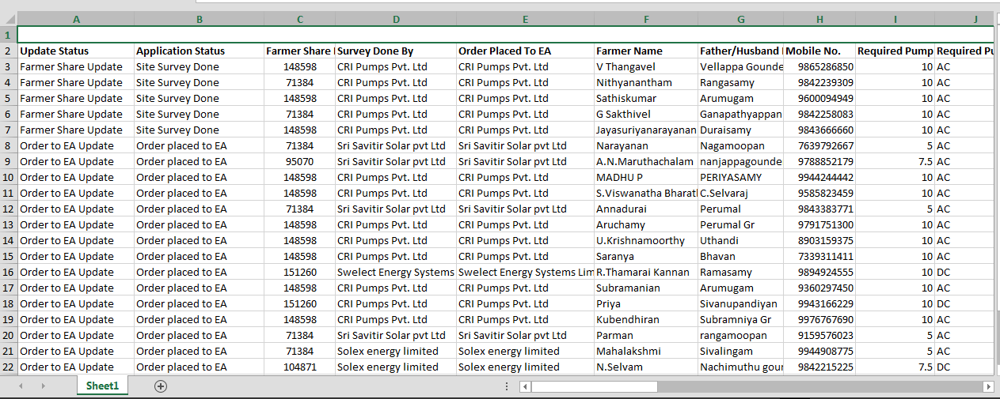 A B C D E F G H I J
1
2 Update Status Application Status Farmer Share Survey Done By Order Placed To EA Farmer Name Father/Husband Mobile No. Required Pump Required Pu
3 Farmer Share Update Site Survey Done 148598 CRI Pumps Pvt. Ltd CRI Pumps Pvt. Ltd V Thangavel Vellappa Gounde 9865286850 10 AC
4 Farmer Share Update Site Survey Done 71384 CRI Pumps Pvt. Ltd CRI Pumps Pvt. Ltd Nithyanantham Rangasamy 9842239309 10 AC
5 Farmer Share Update Site Survey Done 148598 CRI Pumps Pvt. Ltd CRI Pumps Pvt. Ltd Sathiskumar Arumugam 9600094949 10 AC
6 Farmer Share Update Site Survey Done 71384 CRI Pumps Pvt. Ltd CRI Pumps Pvt. Ltd G Sakthivel Ganapathyappan 9842258083 10 AC
7 Farmer Share Update Site Survey Done 148598 CRI Pumps Pvt. Ltd CRI Pumps Pvt. Ltd Jayasuriyanarayanan Duraisamy 9843666660 10 AC
8 Order to EA Update Order placed to EA 71384 Sri Savitir Solar pvt Ltd Sri Savitir Solar pvt Ltd Narayanan Nagamoopan 7639792667 5 AC
9 Order to EA Update Order placed to EA 95070 Sri Savitir Solar pvt Ltd Sri Savitir Solar pvt Ltd A.N.Maruthachalam nanjappagounde 9788852179 7.5 AC
10 Order to EA Update Order placed to EA 148598 CRI Pumps Pvt. Ltd CRI Pumps Pvt. Ltd MADHU P PERIYASAMY 9944244442 10 AC
11 Order to EA Update Order placed to EA 148598 CRI Pumps Pvt. Ltd CRI Pumps Pvt. Ltd S.Viswanatha Bharat C.Selvaraj 9585823459 10 AC
12 Order to EA Update Order placed to EA 71384 Sri Savitir Solar pvt Ltd Sri Savitir Solar pvt Ltd Annadurai Perumal 9843383771 5 AC
13 Order to EA Update Order placed to EA 148598 CRI Pumps Pvt. Ltd CRI Pumps Pvt. Ltd Aruchamy Perumal Gr 9791751300 10 AC
14 Order to EA Update Order placed to EA 148598 CRI Pumps Pvt. Ltd CRI Pumps Pvt. Ltd U.Krishnamoorthy Uthandi 8903159375 10 AC
15 Order to EA Update Order placed to EA 148598 CRI Pumps Pvt. Ltd CRI Pumps Pvt. Ltd Saranya Bhavan 7339311411 10 AC
16 Order to EA Update Order placed to EA 151260 Swelect Energy Systems Swelect Energy Systems Lim R.Thamarai Kannan Ramasamy 9894924555 10 DC
17 Order to EA Update Order placed to EA 148598 CRI Pumps Pvt. Ltd CRI Pumps Pvt. Ltd Subramanian Arumugam 9360297450 10 AC
18 Order to EA Update Order placed to EA 151260 CRI Pumps Pvt. Ltd CRI Pumps Pvt. Ltd Priya Sivanupandiyan 9943166229 10 DC
19 Order to EA Update Order placed to EA 148598 CRI Pumps Pvt. Ltd CRI Pumps Pvt. Ltd Kubendhiran Subramniya Gr 9976767690 10 AC
20 Order to EA Update Order placed to EA 71384 Sri Savitir Solar pvt Ltd Sri Savitir Solar pvt Ltd Parman rangamoopan 9159576023 5 AC
21 Order to EA Update Order placed to EA 71384 Solex energy limited Solex energy limited Mahalakshmi Sivalingam 9944908775 5 AC
22 Order to EA Update Order placed to EA 104871 Solex energy limited Solex energy limited N.Selvam Nachimuthu gour 9842215225 7.5 DC
Sheet1